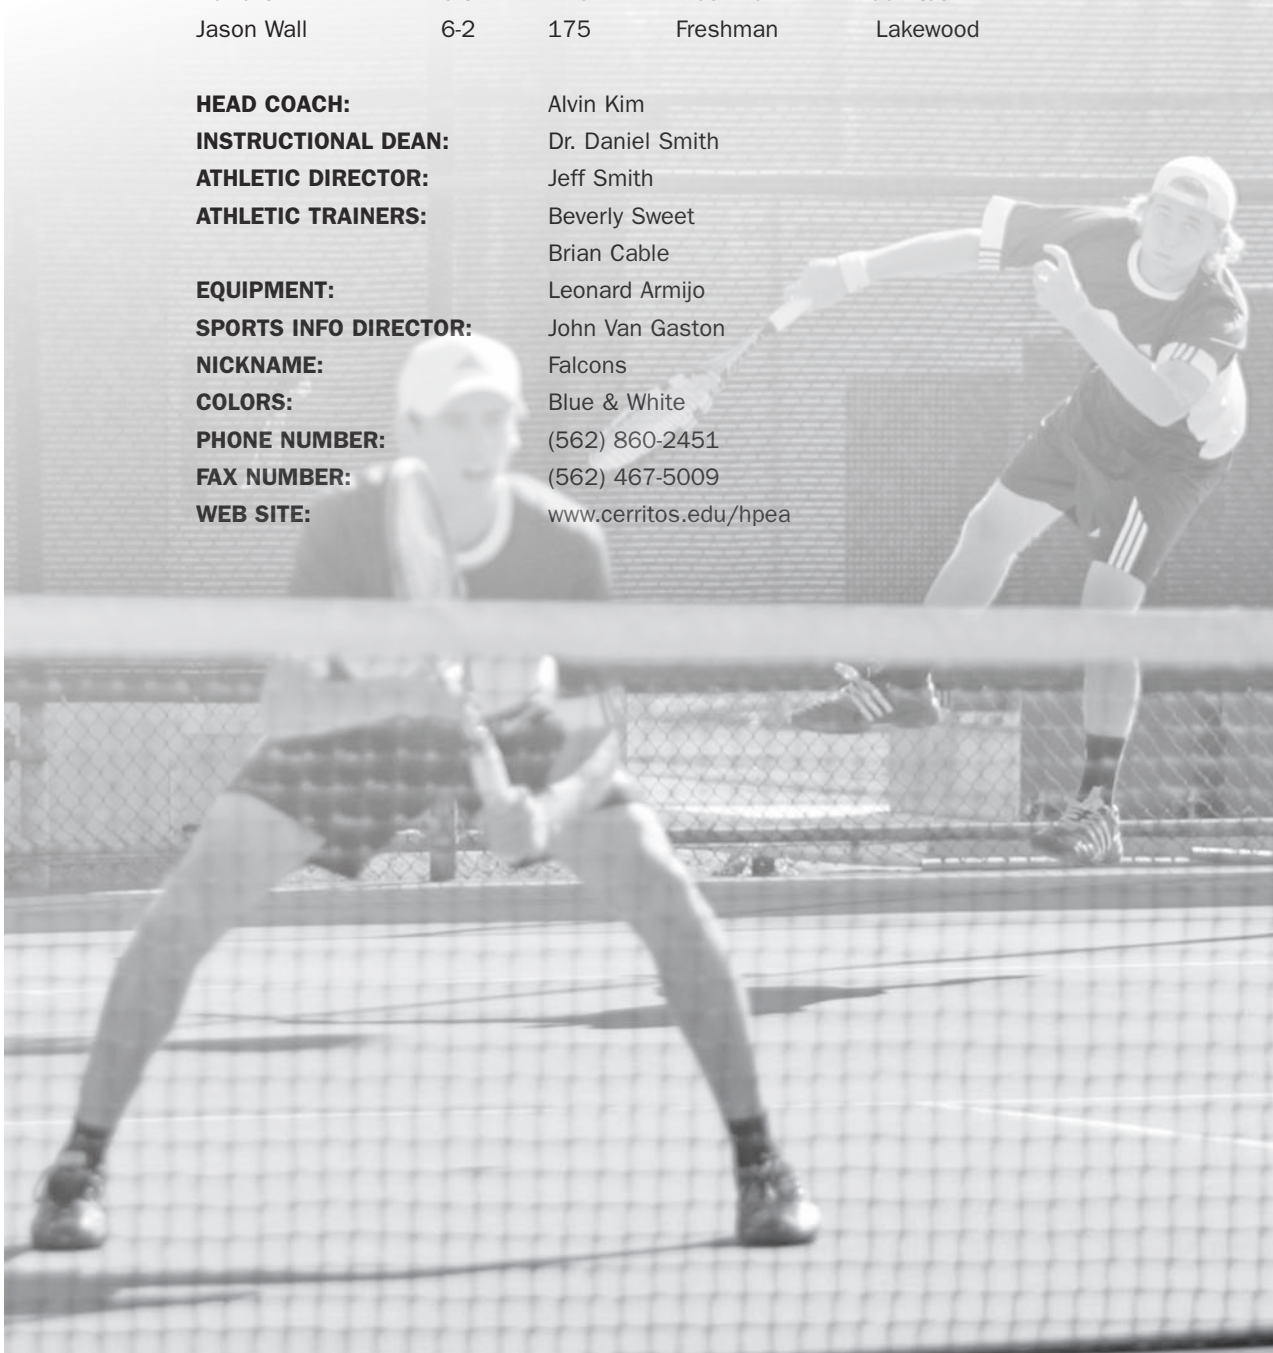 Jason Wall 6-2 175 Freshman Lakewood
HEAD COACH: Alvin Kim
INSTRUCTIONAL DEAN: Dr. Daniel Smith
ATHLETIC DIRECTOR: Jeff Smith
ATHLETIC TRAINERS: Beverly Sweet
Brian Cable
EQUIPMENT: Leonard Armijo
SPORTS INFO DIRECTOR: John Van Gaston
NICKNAME: Falcons
COLORS: Blue & White
PHONE NUMBER: (562) 860-2451
FAX NUMBER: (562) 467-5009
WEB SITE: www.cerritos.edu/hpea